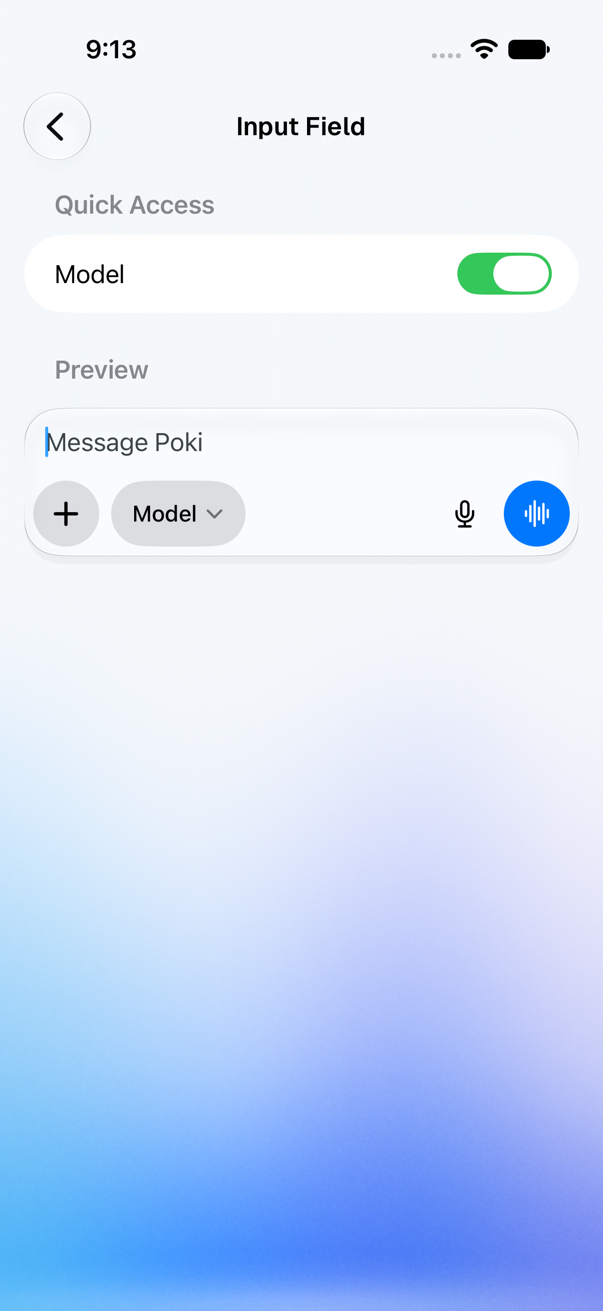 9:13
Input Field
Quick Access
Model
Preview
Message Poki
Model